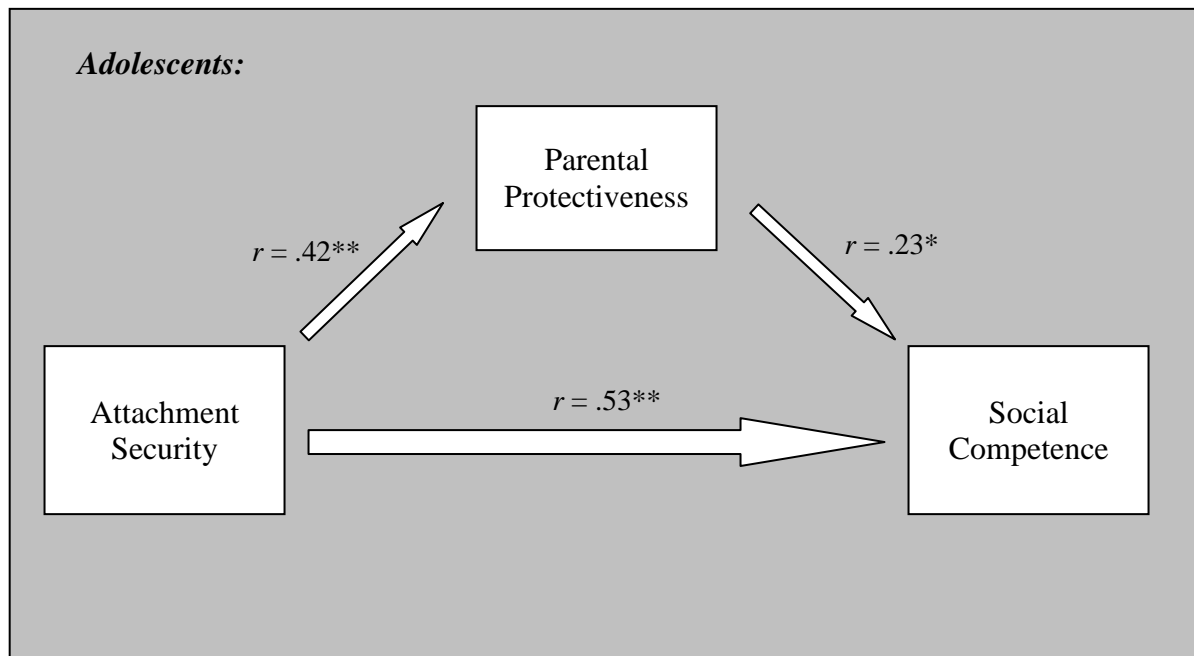 Adolescents:
Parental
Protectiveness
r = .42**
r = .23*
r = .53**
Attachment
Security
Social
Competence